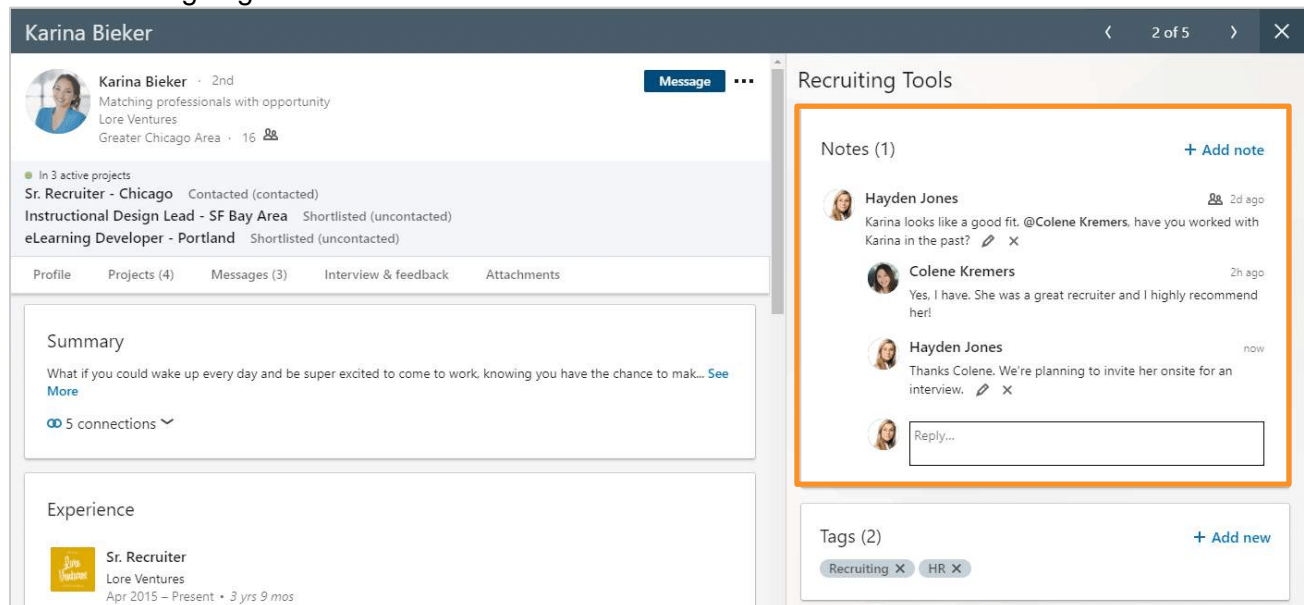 Karina Bieker
2 of 5
Karina Bieker · 2nd
Message
Matching professionals with opportunity
Lore Ventures
Greater Chicago Area · 16
In 3 active projects
Sr. Recruiter - Chicago Contacted (contacted)
Instructional Design Lead - SF Bay Area Shortlisted (uncontacted)
eLearning Developer - Portland Shortlisted (uncontacted)
Profile Projects (4) Messages (3) Interview & feedback Attachments
Summary
What if you could wake up every day and be super excited to come to work, knowing you have the chance to mak... See
More
5 connections
Experience
Lore
Ventures
Sr. Recruiter
Lore Ventures
Apr 2015 – Present • 3 yrs 9 mos
Recruiting Tools
Notes (1)
+ Add note
Hayden Jones 2d ago
Karina looks like a good fit. @Colene Kremers, have you worked with
Karina in the past?
Colene Kremers 2h ago
Yes, I have. She was a great recruiter and I highly recommend
her!
Hayden Jones now
Thanks Colene. We're planning to invite her onsite for an
interview.
Reply...
Tags (2)
+ Add new
Recruiting HR